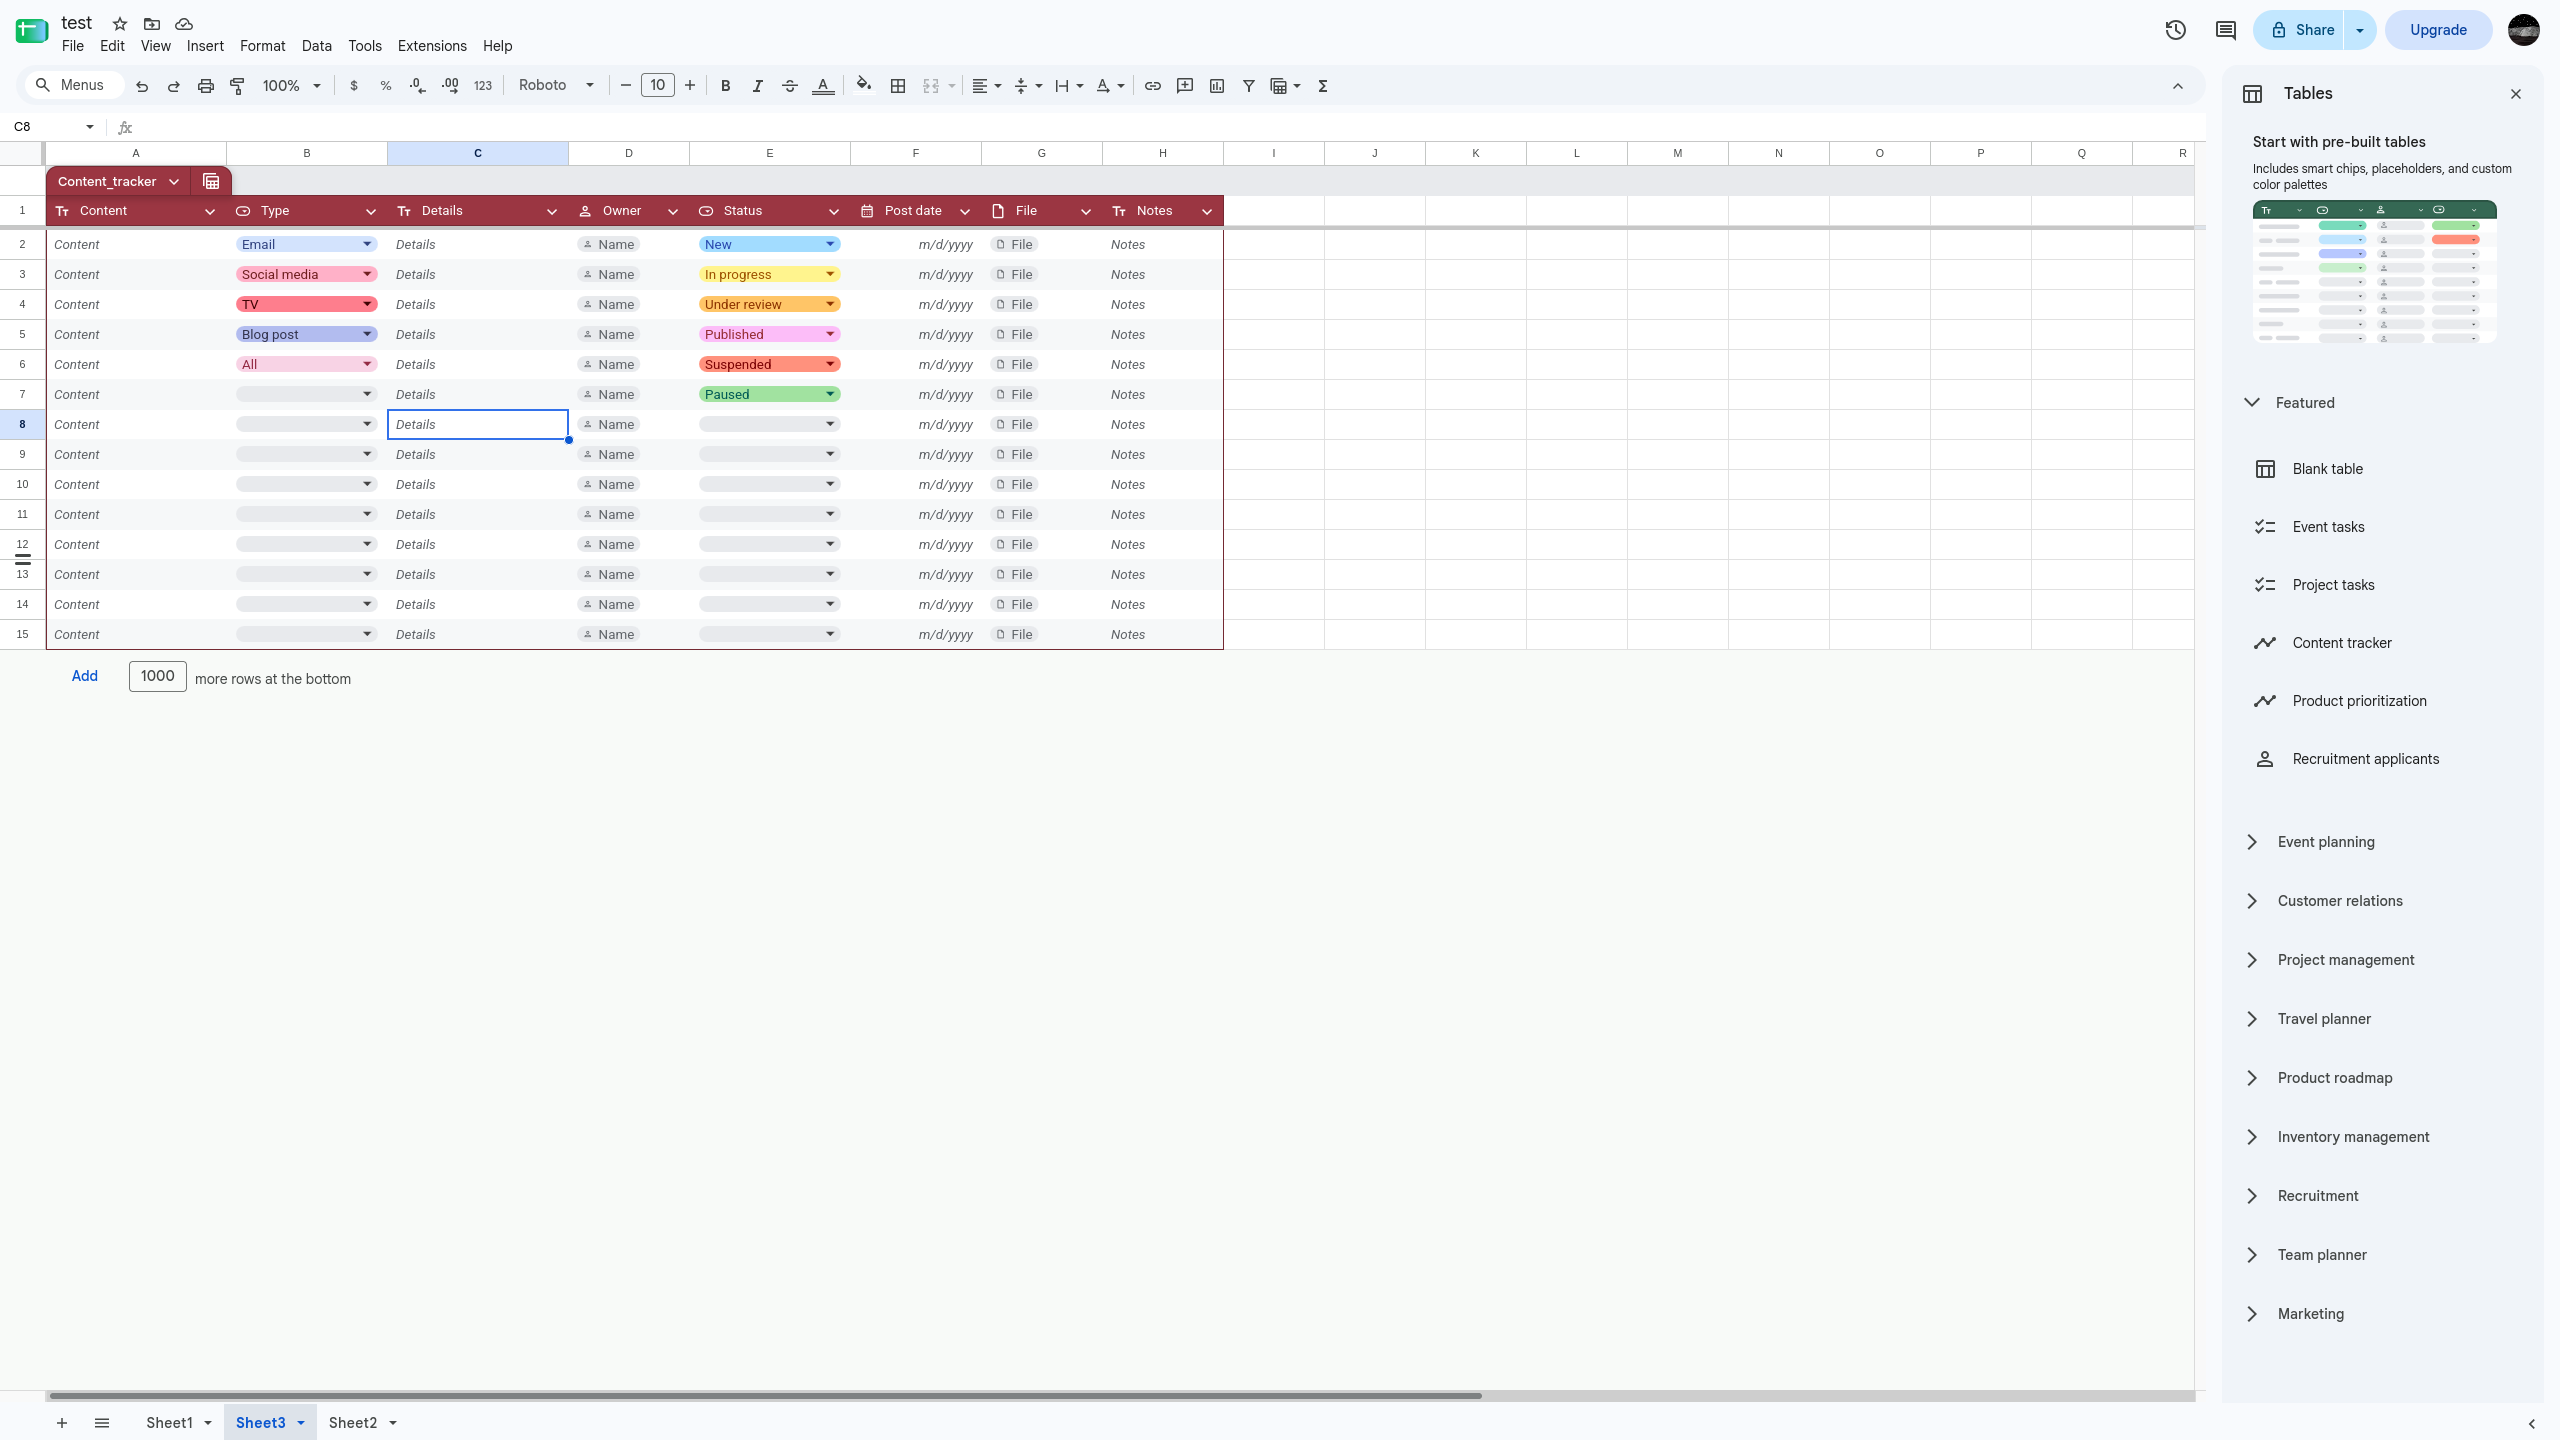 test
File Edit View Insert Format Data Tools Extensions Help
Share
Upgrade
Menus 100% $ % .0 .00 123 Roboto 10 B I A
C8 fx
A B C D E F G H I J K L M N O P Q R
Content_tracker
1 Content Type Details Owner Status Post date File Notes
2 Content Email Details Name New m/d/yyyy File Notes
3 Content Social media Details Name In progress m/d/yyyy File Notes
4 Content TV Details Name Under review m/d/yyyy File Notes
5 Content Blog post Details Name Published m/d/yyyy File Notes
6 Content All Details Name Suspended m/d/yyyy File Notes
7 Content Details Name Paused m/d/yyyy File Notes
8 Content Details Name m/d/yyyy File Notes
9 Content Details Name m/d/yyyy File Notes
10 Content Details Name m/d/yyyy File Notes
11 Content Details Name m/d/yyyy File Notes
12 Content Details Name m/d/yyyy File Notes
13 Content Details Name m/d/yyyy File Notes
14 Content Details Name m/d/yyyy File Notes
15 Content Details Name m/d/yyyy File Notes
Add 1000 more rows at the bottom
Sheet1 Sheet3 Sheet2
Tables
Start with pre-built tables
Includes smart chips, placeholders, and custom
color palettes
Featured
Blank table
Event tasks
Project tasks
Content tracker
Product prioritization
Recruitment applicants
Event planning
Customer relations
Project management
Travel planner
Product roadmap
Inventory management
Recruitment
Team planner
Marketing